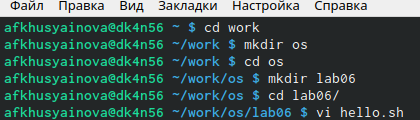 Файл Правка Вид Закладки Настройка Справка
afkhusyainova@dk4n56 ~ $ cd work
afkhusyainova@dk4n56 ~/work $ mkdir os
afkhusyainova@dk4n56 ~/work $ cd os
afkhusyainova@dk4n56 ~/work/os $ mkdir lab06
afkhusyainova@dk4n56 ~/work/os $ cd lab06/
afkhusyainova@dk4n56 ~/work/os/lab06 $ vi hello.sh